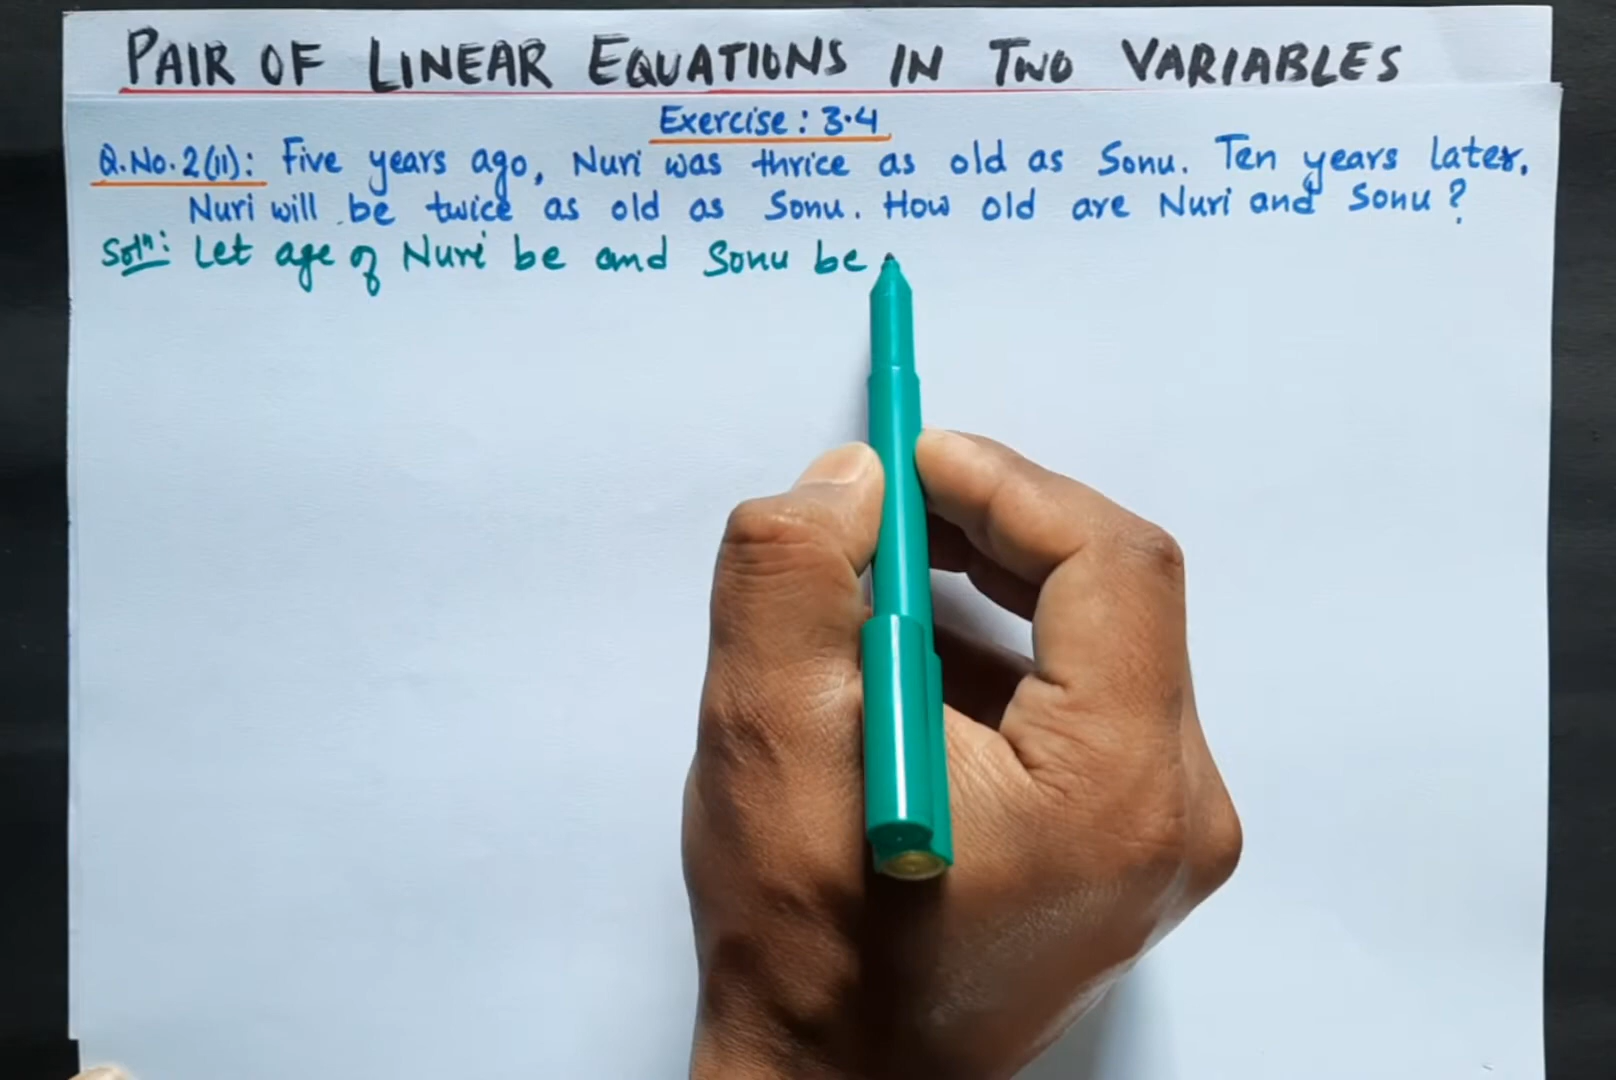 PAIR OF LINEAR EQUATIONS IN TWO VARIABLES
Exercise: 3.4
Q.No.2(ii): Five years ago, Nuri was thrice as old as Sonu. Ten years later,
Nuri will be twice as old as Sonu. How old are Nuri and Sonu?
Solⁿ: Let age of Nuri be and Sonu be